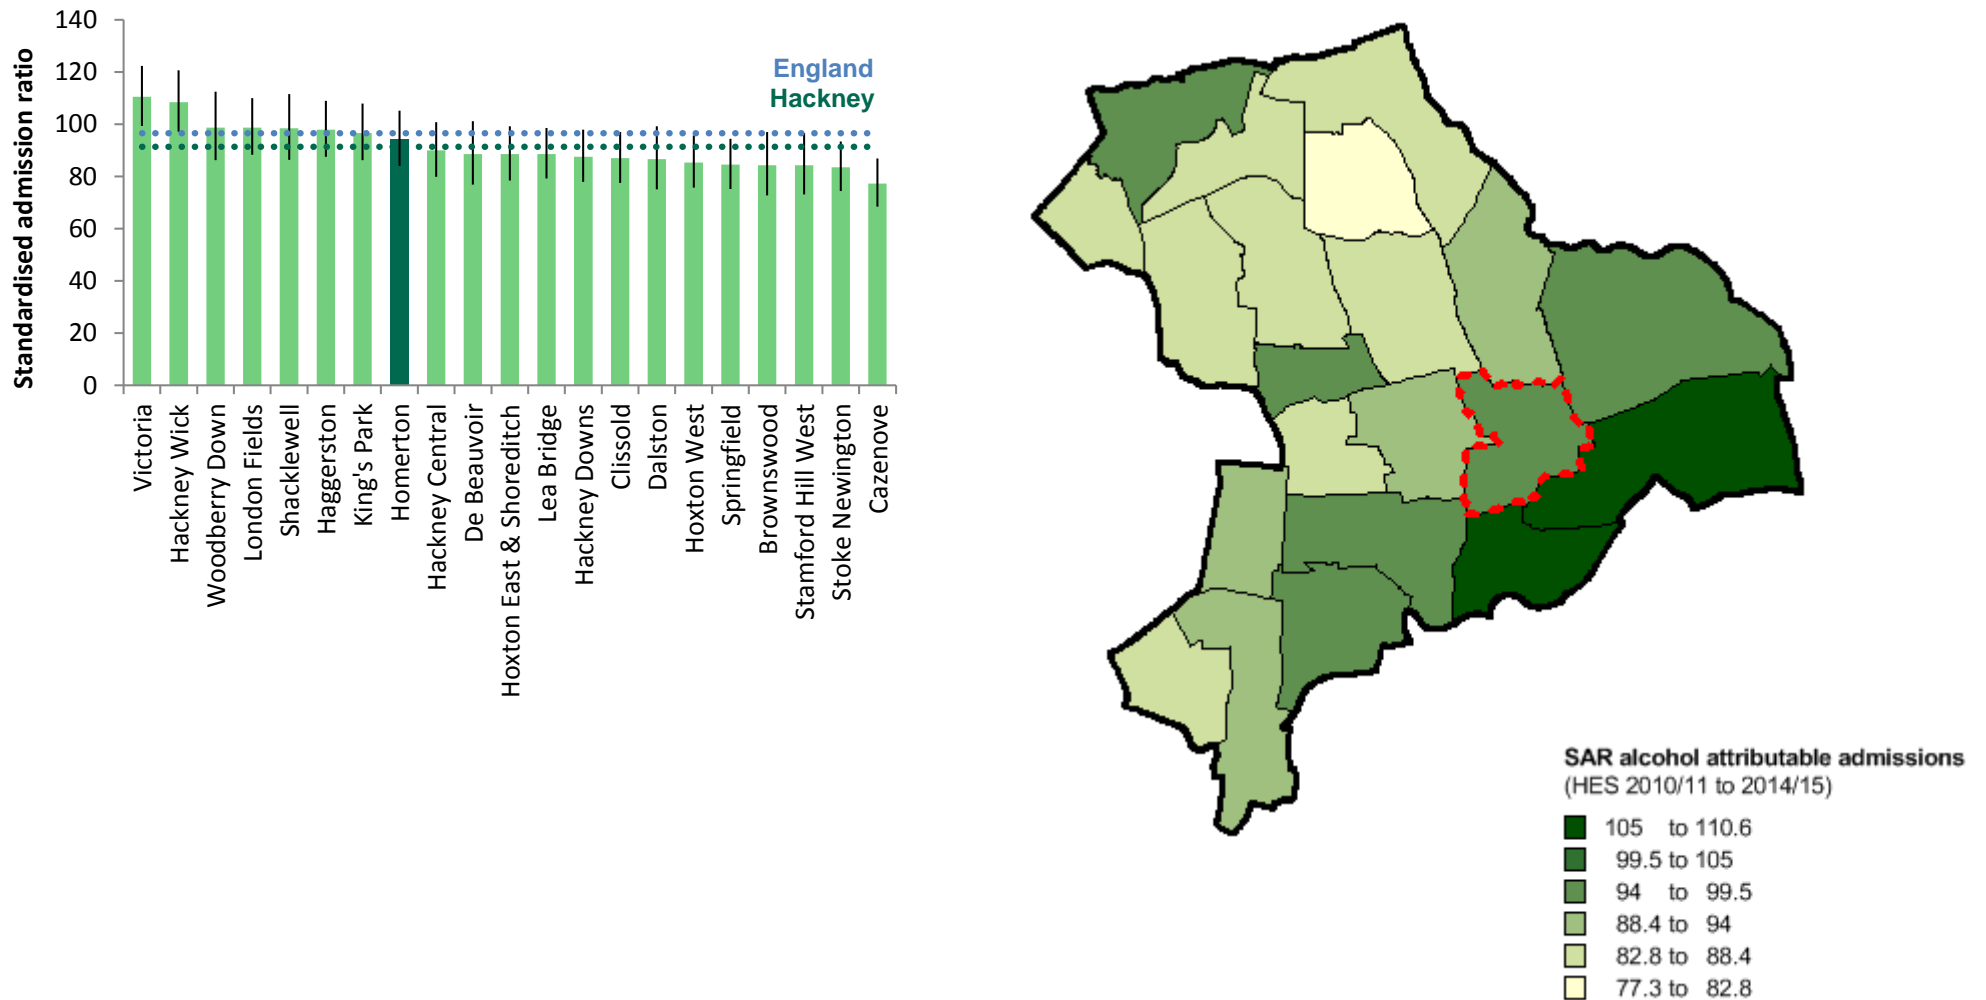 Standardised admission ratio
140
120
100
80
60
40
20
0
England
Hackney
Victoria
Hackney Wick
Woodberry Down
London Fields
Shacklewell
Haggerston
King's Park
Homerton
Hackney Central
De Beauvoir
Hoxton East & Shoreditch
Lea Bridge
Hackney Downs
Clissold
Dalston
Hoxton West
Springfield
Brownswood
Stamford Hill West
Stoke Newington
Cazenove
SAR alcohol attributable admissions
(HES 2010/11 to 2014/15)
105 to 110.6
99.5 to 105
94 to 99.5
88.4 to 94
82.8 to 88.4
77.3 to 82.8